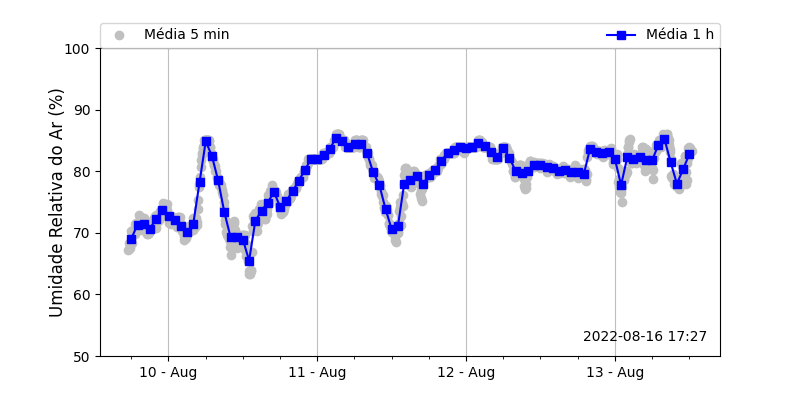 Média 5 min
Média 1 h
100
90
80
70
60
50
Umidade Relativa do Ar (%)
2022-08-16 17:27
10 - Aug
11 - Aug
12 - Aug
13 - Aug